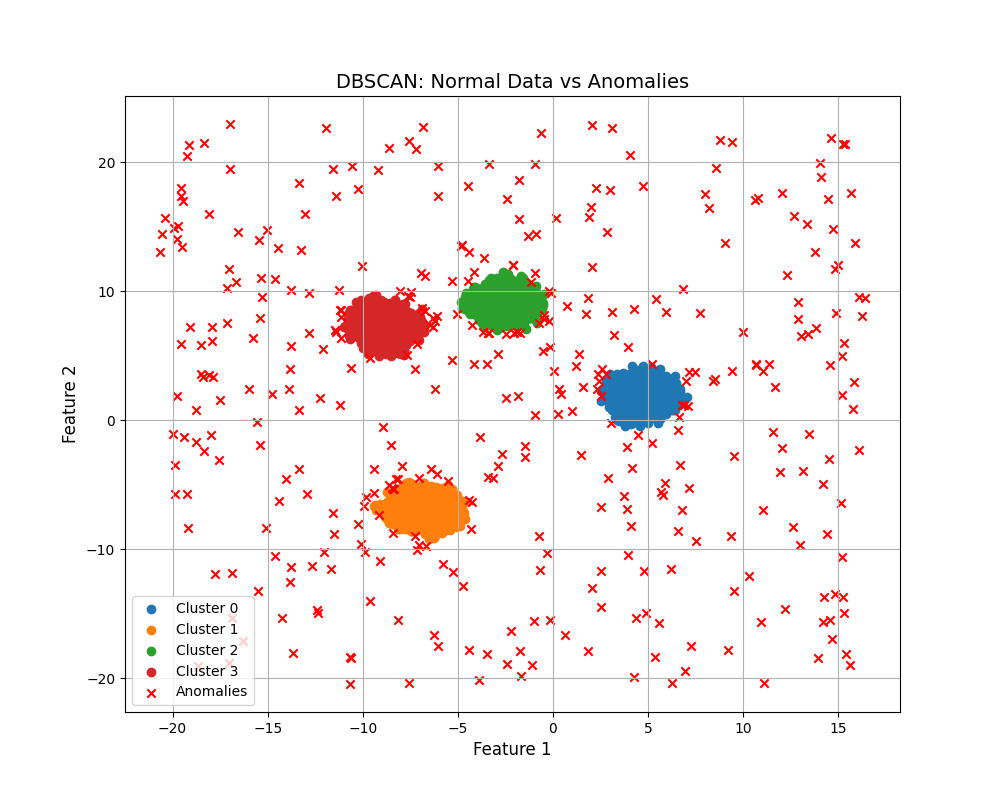 DBSCAN: Normal Data vs Anomalies
20
10
0
−10
−20
Feature 2
Cluster 0
Cluster 1
Cluster 2
Cluster 3
Anomalies
−20 −15 −10 −5 0 5 10 15
Feature 1